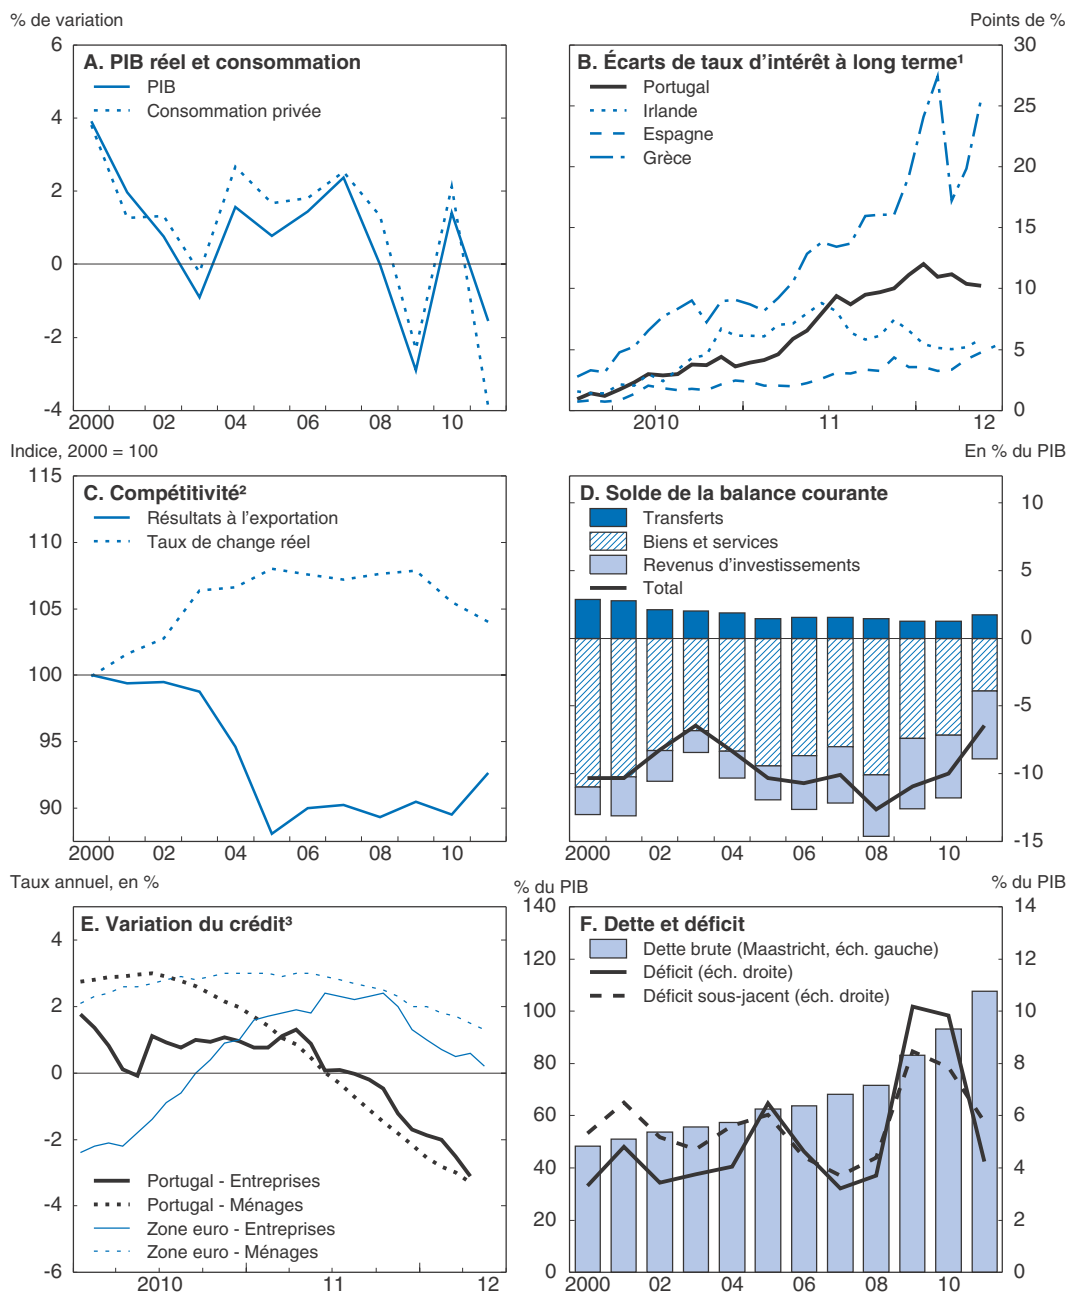 % de variation
A. PIB réel et consommation
PIB
Consommation privée
6
4
2
0
-2
-4
2000 02 04 06 08 10
Points de %
B. Écarts de taux d'intérêt à long terme¹
Portugal
Irlande
Espagne
Grèce
30
25
20
15
10
5
0
2010 11 12
Indice, 2000 = 100
C. Compétitivité²
Résultats à l'exportation
Taux de change réel
115
110
105
100
95
90
2000 02 04 06 08 10
En % du PIB
D. Solde de la balance courante
Transferts
Biens et services
Revenus d'investissements
Total
10
5
0
-5
-10
-15
2000 02 04 06 08 10
Taux annuel, en %
E. Variation du crédit³
4
2
0
-2
-4
-6
Portugal - Entreprises
Portugal - Ménages
Zone euro - Entreprises
Zone euro - Ménages
2010 11 12
% du PIB
% du PIB
F. Dette et déficit
Dette brute (Maastricht, éch. gauche)
Déficit (éch. droite)
Déficit sous-jacent (éch. droite)
140
120
100
80
60
40
20
0
14
12
10
8
6
4
2
0
2000 02 04 06 08 10